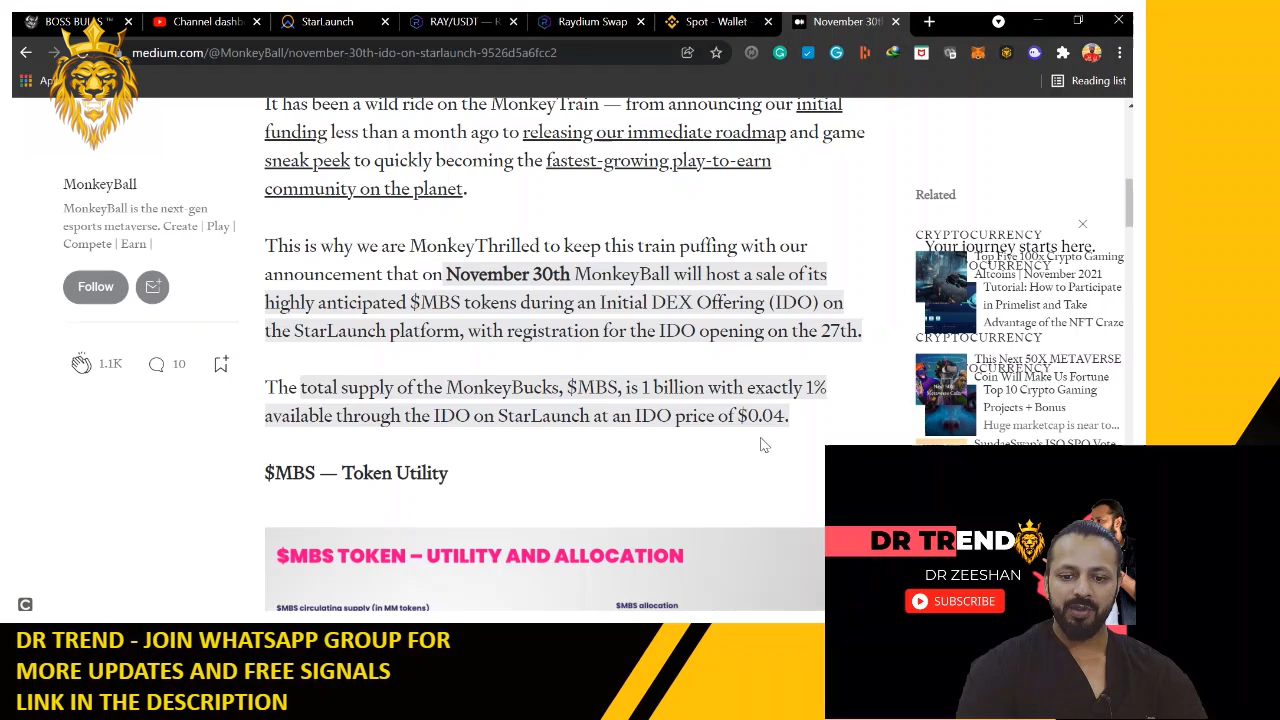 BOSS BULLS
Channel dashb
StarLaunch
RAY/USDT — R
Raydium Swap
Spot - Wallet
November 30t
medium.com/@MonkeyBall/november-30th-ido-on-starlaunch-9526d5a6fcc2
Reading list
It has been a wild ride on the MonkeyTrain — from announcing our initial
funding less than a month ago to releasing our immediate roadmap and game
sneak peek to quickly becoming the fastest-growing play-to-earn
community on the planet.
MonkeyBall
MonkeyBall is the next-gen
esports metaverse. Create | Play |
Compete | Earn |
Follow
1.1K
10
This is why we are MonkeyThrilled to keep this train puffing with our
announcement that on November 30th MonkeyBall will host a sale of its
highly anticipated $MBS tokens during an Initial DEX Offering (IDO) on
the StarLaunch platform, with registration for the IDO opening on the 27th.
The total supply of the MonkeyBucks, $MBS, is 1 billion with exactly 1%
available through the IDO on StarLaunch at an IDO price of $0.04.
$MBS — Token Utility
$MBS TOKEN – UTILITY AND ALLOCATION
$MBS circulating supply (in MM tokens)
$MBS allocation
Related
CRYPTOCURRENCY
Your journey starts here.
Top Five 100x Crypto Gaming
Altcoins | November 2021
Tutorial: How to Participate
in Primelist and Take
Advantage of the NFT Craze
CRYPTOCURRENCY
This Next 50X METAVERSE
Coin Will Make Us Fortune
Top 10 Crypto Gaming
Projects + Bonus
Huge marketcap is near to...
SundaeSwap's ISO SPO Vote
DR TREND
DR ZEESHAN
SUBSCRIBE
DR TREND - JOIN WHATSAPP GROUP FOR
MORE UPDATES AND FREE SIGNALS
LINK IN THE DESCRIPTION